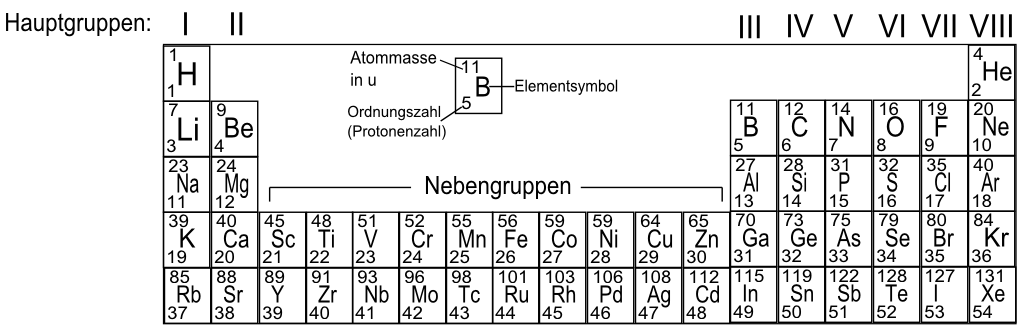 Hauptgruppen: I II III IV V VI VII VIII
1 4
H He
1 2
Atommasse in u
11
B
5
Elementsymbol
Ordnungszahl (Protonenzahl)
7 9 11 12 14 16 19 20
Li Be B C N O F Ne
3 4 5 6 7 8 9 10
23 24 27 28 31 32 35 40
Na Mg Al Si P S Cl Ar
11 12 13 14 15 16 17 18
Nebengruppen
39 40 45 48 51 52 55 56 59 59 64 65 70 73 75 79 80 84
K Ca Sc Ti V Cr Mn Fe Co Ni Cu Zn Ga Ge As Se Br Kr
19 20 21 22 23 24 25 26 27 28 29 30 31 32 33 34 35 36
85 88 89 91 93 96 98 101 103 106 108 112 115 119 122 128 127 131
Rb Sr Y Zr Nb Mo Tc Ru Rh Pd Ag Cd In Sn Sb Te I Xe
37 38 39 40 41 42 43 44 45 46 47 48 49 50 51 52 53 54